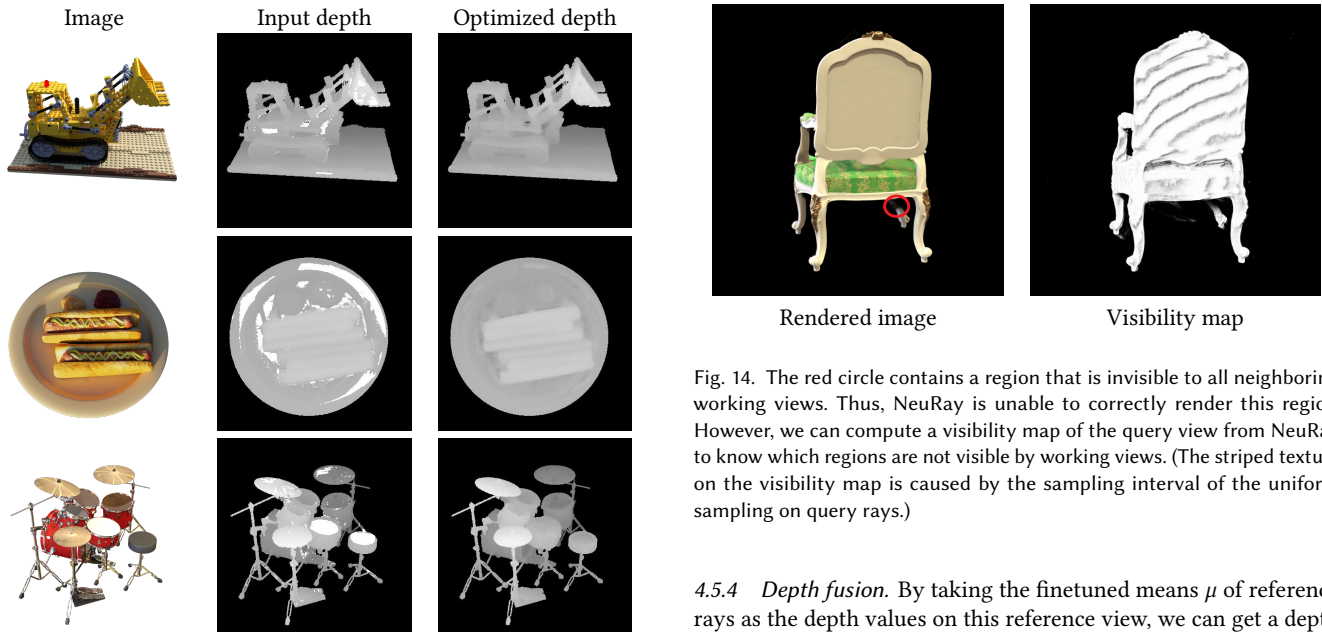 Image Input depth Optimized depth
Rendered image Visibility map
Fig. 14. The red circle contains a region that is invisible to all neighborin
working views. Thus, NeuRay is unable to correctly render this regio
However, we can compute a visibility map of the query view from NeuRa
to know which regions are not visible by working views. (The striped textur
on the visibility map is caused by the sampling interval of the unifor
sampling on query rays.)
4.5.4 Depth fusion. By taking the finetuned means μ of referenc
rays as the depth values on this reference view, we can get a dept